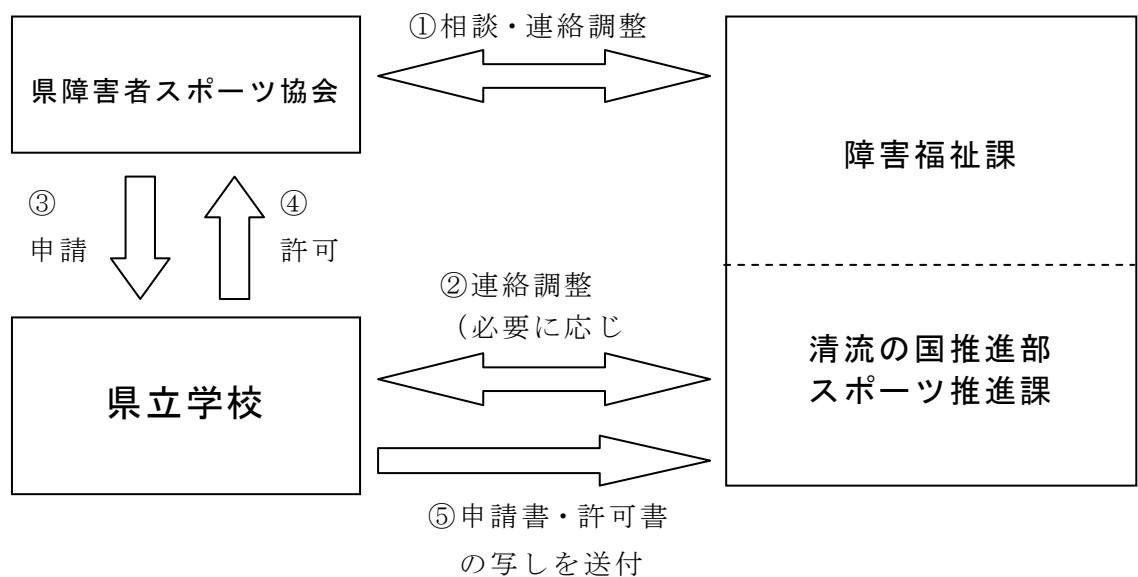 ①相談・連絡調整
県障害者スポーツ協会
障害福祉課
③
申請
④
許可
②連絡調整
（必要に応じ
清流の国推進部
スポーツ推進課
県立学校
⑤申請書・許可書
の写しを送付